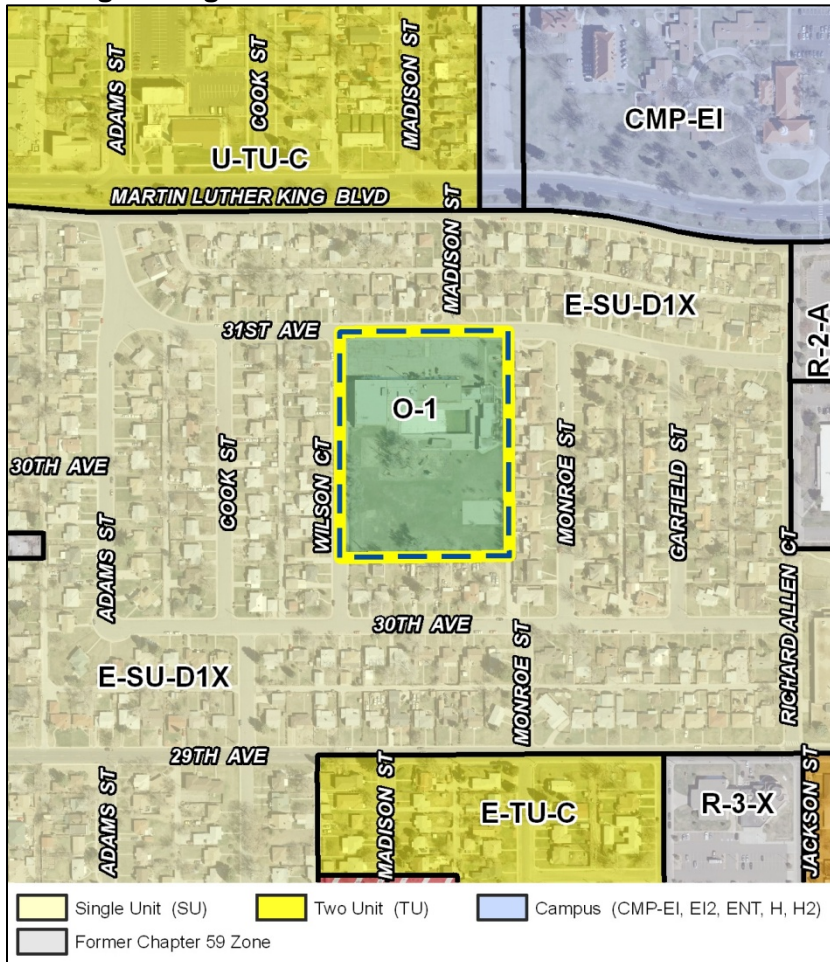 ADAMS ST
COOK ST
MADISON ST
CMP-EI
U-TU-C
MARTIN LUTHER KING BLVD
MADISON ST
E-SU-D1X
31ST AVE
R-2-A
O-1
30TH AVE
ADAMS ST
COOK ST
WILSON CT
MONROE ST
GARFIELD ST
RICHARD ALLEN CT
30TH AVE
E-SU-D1X
MONROE ST
29TH AVE
ADAMS ST
MADISON ST
E-TU-C
R-3-X
JACKSON ST
Single Unit (SU)
Two Unit (TU)
Campus (CMP-EI, EI2, ENT, H, H2)
Former Chapter 59 Zone